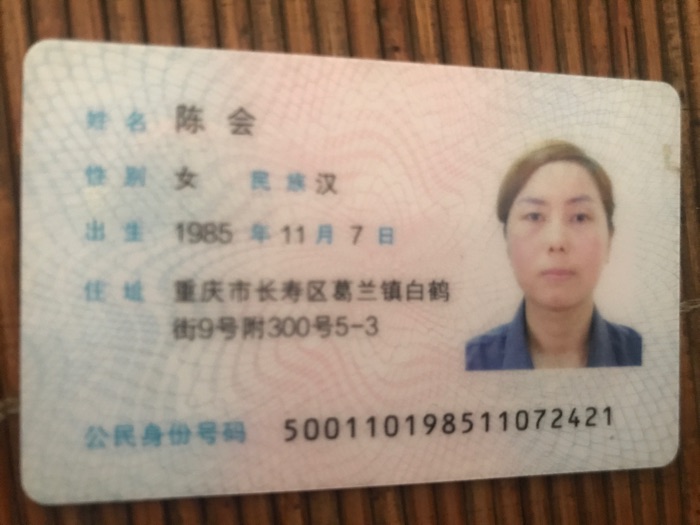 姓名 陈会
性别 女 民族 汉
出生 1985 年 11 月 7 日
住址 重庆市长寿区葛兰镇白鹤
街9号附300号5-3
公民身份号码 500110198511072421